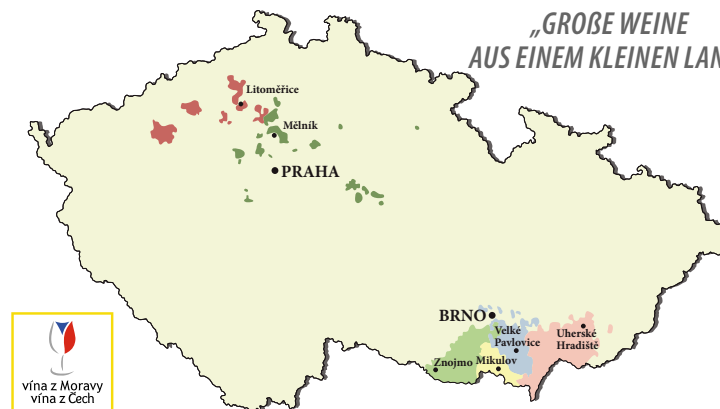 „GROẞE WEINE
AUS EINEM KLEINEN LAN
Litoměřice
Mělník
PRAHA
BRNO
Velké
Pavlovice
Uherské
Hradiště
Znojmo
Mikulov
vína z Moravy
vína z Čech